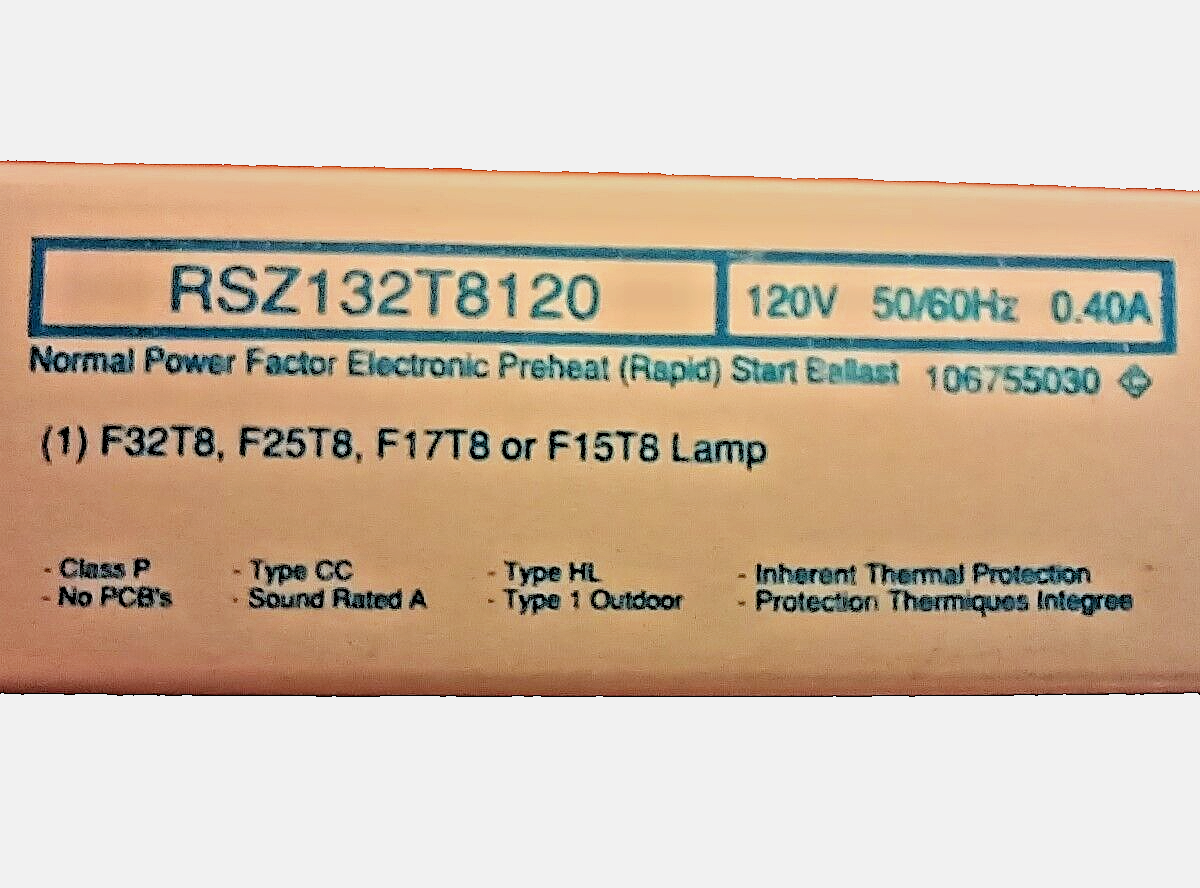 RSZ132T8120 120V 50/60Hz 0.40A
Normal Power Factor Electronic Preheat (Rapid) Start Ballast 106755030
(1) F32T8, F25T8, F17T8 or F15T8 Lamp
- Class P - Type CC - Type HL - Inherent Thermal Protection
- No PCB's - Sound Rated A - Type 1 Outdoor - Protection Thermiques Integree